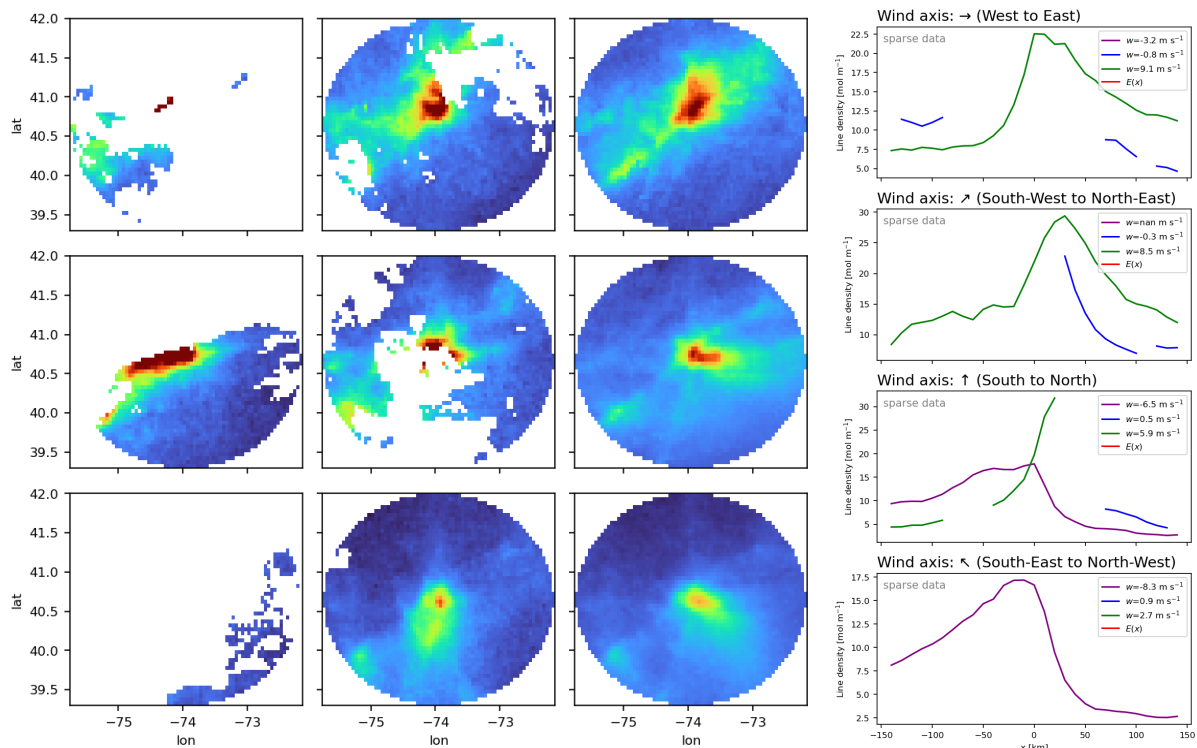 42.0
41.5
41.0
40.5
40.0
39.5
lat
42.0
41.5
41.0
40.5
40.0
39.5
lat
42.0
41.5
41.0
40.5
40.0
39.5
lat
−75 −74 −73
lon
−75 −74 −73
lon
−75 −74 −73
lon
Wind axis: → (West to East)
sparse data
22.5
20.0
17.5
15.0
12.5
10.0
7.5
5.0
Line density [mol m⁻¹]
w=-3.2 m s⁻¹
w=-0.8 m s⁻¹
w=9.1 m s⁻¹
E(x)
Wind axis: ↗ (South-West to North-East)
sparse data
30
25
20
15
10
Line density [mol m⁻¹]
w=nan m s⁻¹
w=-0.3 m s⁻¹
w=8.5 m s⁻¹
E(x)
Wind axis: ↑ (South to North)
sparse data
30
25
20
15
10
5
Line density [mol m⁻¹]
w=-6.5 m s⁻¹
w=0.5 m s⁻¹
w=5.9 m s⁻¹
E(x)
Wind axis: ↖ (South-East to North-West)
sparse data
17.5
15.0
12.5
10.0
7.5
5.0
2.5
Line density [mol m⁻¹]
w=-8.3 m s⁻¹
w=0.9 m s⁻¹
w=2.7 m s⁻¹
E(x)
−150 −100 −50 0 50 100 150
x [km]